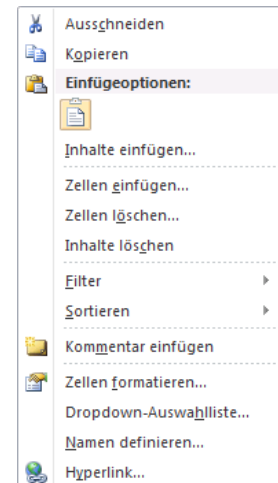 Ausschneiden
Kopieren
Einfügeoptionen:
Inhalte einfügen...
Zellen einfügen...
Zellen löschen...
Inhalte löschen
Filter
Sortieren
Kommentar einfügen
Zellen formatieren...
Dropdown-Auswahlliste...
Namen definieren...
Hyperlink...